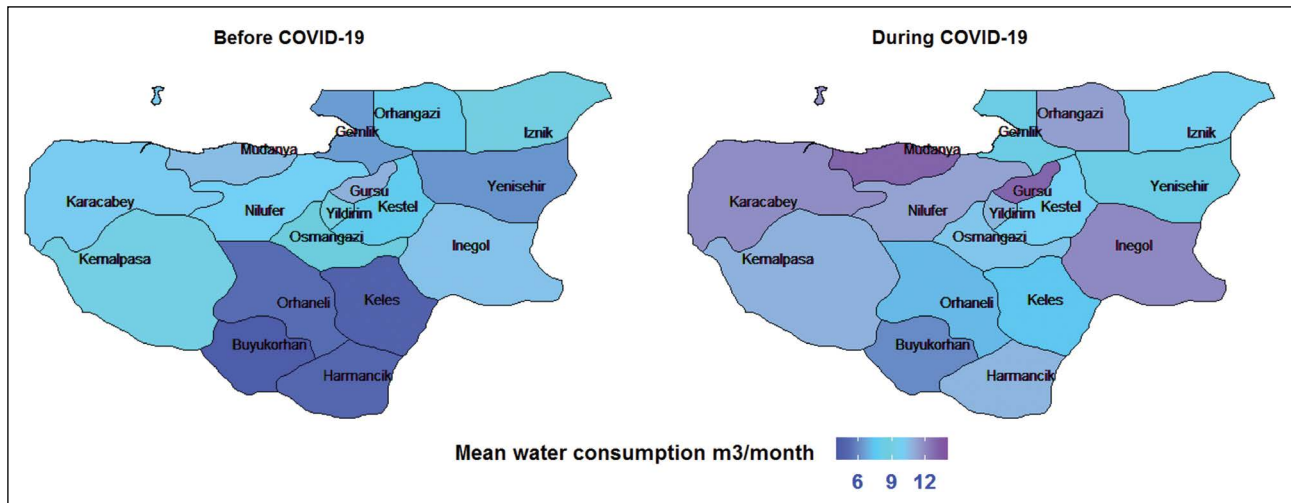 Before COVID-19
During COVID-19
Orhangazi
Gemlik
Iznik
Mudanya
Yenisehir
Gursu
Karacabey
Nilufer
Yildirim
Kestel
Osmangazi
Inegol
Kemalpasa
Orhaneli
Keles
Buyukorhan
Harmancik
Orhangazi
Gemlik
Iznik
Mudanya
Yenisehir
Gursu
Karacabey
Nilufer
Yildirim
Kestel
Osmangazi
Inegol
Kemalpasa
Orhaneli
Keles
Buyukorhan
Harmancik
Mean water consumption m3/month
6 9 12